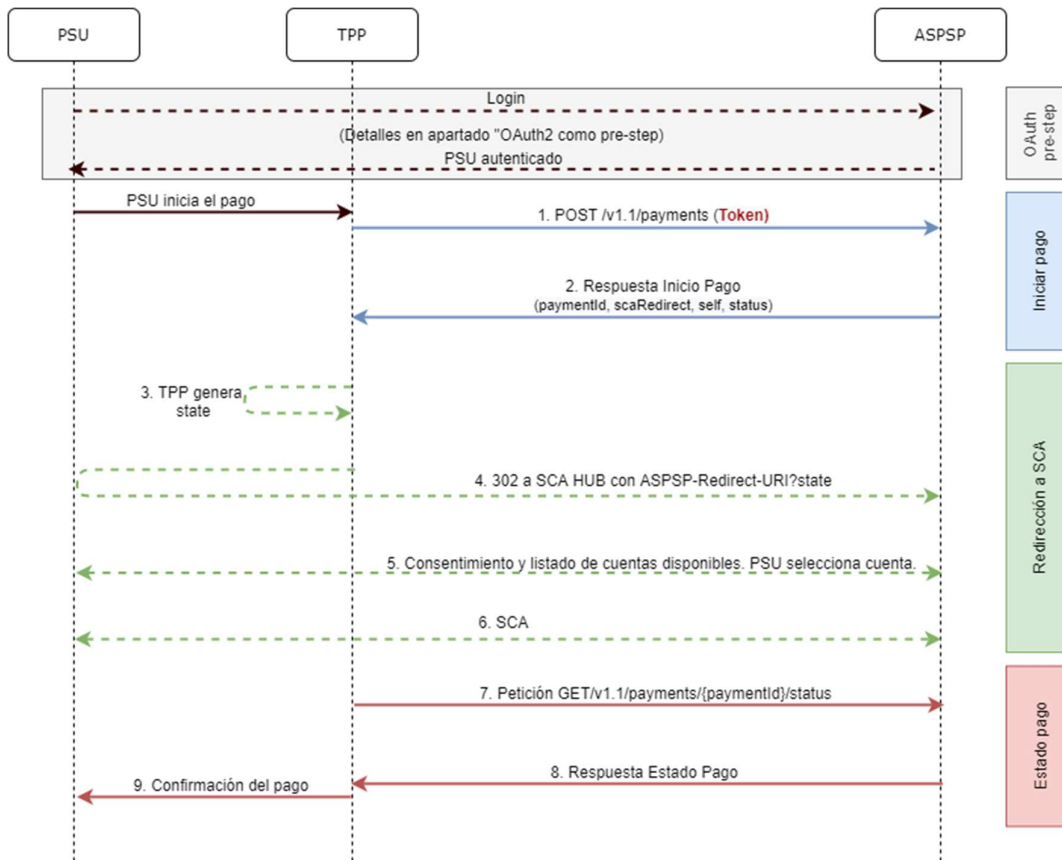 PSU
TPP
ASPSP
Login
(Detalles en apartado "OAuth2 como pre-step)
PSU autenticado
OAuth
pre-step
PSU inicia el pago
1. POST /v1.1/payments (Token)
2. Respuesta Inicio Pago
(paymentId, scaRedirect, self, status)
Iniciar pago
3. TPP genera
state
4. 302 a SCA HUB con ASPSP-Redirect-URI?state
5. Consentimiento y listado de cuentas disponibles. PSU selecciona cuenta.
6. SCA
Redirección a SCA
7. Petición GET/v1.1/payments/{paymentId}/status
8. Respuesta Estado Pago
9. Confirmación del pago
Estado pago